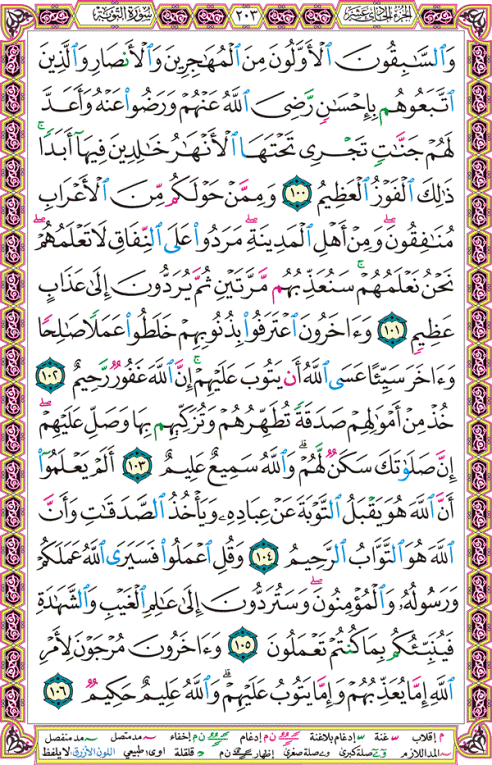 الجزء الحادي عشر ٢٠٣ سورة التوبة
وَٱلسَّٰبِقُونَ ٱلْأَوَّلُونَ مِنَ ٱلْمُهَٰجِرِينَ وَٱلْأَنصَارِ وَٱلَّذِينَ
ٱتَّبَعُوهُم بِإِحْسَٰنٍ رَّضِىَ ٱللَّهُ عَنْهُمْ وَرَضُوا۟ عَنْهُ وَأَعَدَّ
لَهُمْ جَنَّٰتٍ تَجْرِى تَحْتَهَا ٱلْأَنْهَٰرُ خَٰلِدِينَ فِيهَآ أَبَدًا ۚ
ذَٰلِكَ ٱلْفَوْزُ ٱلْعَظِيمُ ١٠٠ وَمِمَّنْ حَوْلَكُم مِّنَ ٱلْأَعْرَابِ
مُنَٰفِقُونَ ۖ وَمِنْ أَهْلِ ٱلْمَدِينَةِ ۖ مَرَدُوا۟ عَلَى ٱلنِّفَاقِ لَا تَعْلَمُهُمْ ۖ
نَحْنُ نَعْلَمُهُمْ ۚ سَنُعَذِّبُهُم مَّرَّتَيْنِ ثُمَّ يُرَدُّونَ إِلَىٰ عَذَابٍ
عَظِيمٍ ١٠١ وَءَاخَرُونَ ٱعْتَرَفُوا۟ بِذُنُوبِهِمْ خَلَطُوا۟ عَمَلًا صَٰلِحًا
وَءَاخَرَ سَيِّئًا عَسَى ٱللَّهُ أَن يَتُوبَ عَلَيْهِمْ ۚ إِنَّ ٱللَّهَ غَفُورٌ رَّحِيمٌ ١٠٢
خُذْ مِنْ أَمْوَٰلِهِمْ صَدَقَةً تُطَهِّرُهُمْ وَتُزَكِّيهِم بِهَا وَصَلِّ عَلَيْهِمْ ۖ
إِنَّ صَلَوٰتَكَ سَكَنٌ لَّهُمْ ۗ وَٱللَّهُ سَمِيعٌ عَلِيمٌ ١٠٣ أَلَمْ يَعْلَمُوٓا۟
أَنَّ ٱللَّهَ هُوَ يَقْبَلُ ٱلتَّوْبَةَ عَنْ عِبَادِهِۦ وَيَأْخُذُ ٱلصَّدَقَٰتِ وَأَنَّ
ٱللَّهَ هُوَ ٱلتَّوَّابُ ٱلرَّحِيمُ ١٠٤ وَقُلِ ٱعْمَلُوا۟ فَسَيَرَى ٱللَّهُ عَمَلَكُمْ
وَرَسُولُهُۥ وَٱلْمُؤْمِنُونَ ۖ وَسَتُرَدُّونَ إِلَىٰ عَٰلِمِ ٱلْغَيْبِ وَٱلشَّهَٰدَةِ
فَيُنَبِّئُكُم بِمَا كُنتُمْ تَعْمَلُونَ ١٠٥ وَءَاخَرُونَ مُرْجَوْنَ لِأَمْرِ
ٱللَّهِ إِمَّا يُعَذِّبُهُمْ وَإِمَّا يَتُوبُ عَلَيْهِمْ ۗ وَٱللَّهُ عَلِيمٌ حَكِيمٌ ١٠٦
م إقلاب غنة إدغام بلاغنة ن م إدغام ن م إخفاء مد متصل مد منفصل
المد اللازم صلة كبرى وصلة صغرى إظهار ن م قلقلة اوى: طبيعي اللون الأزرق: لا يلفظ